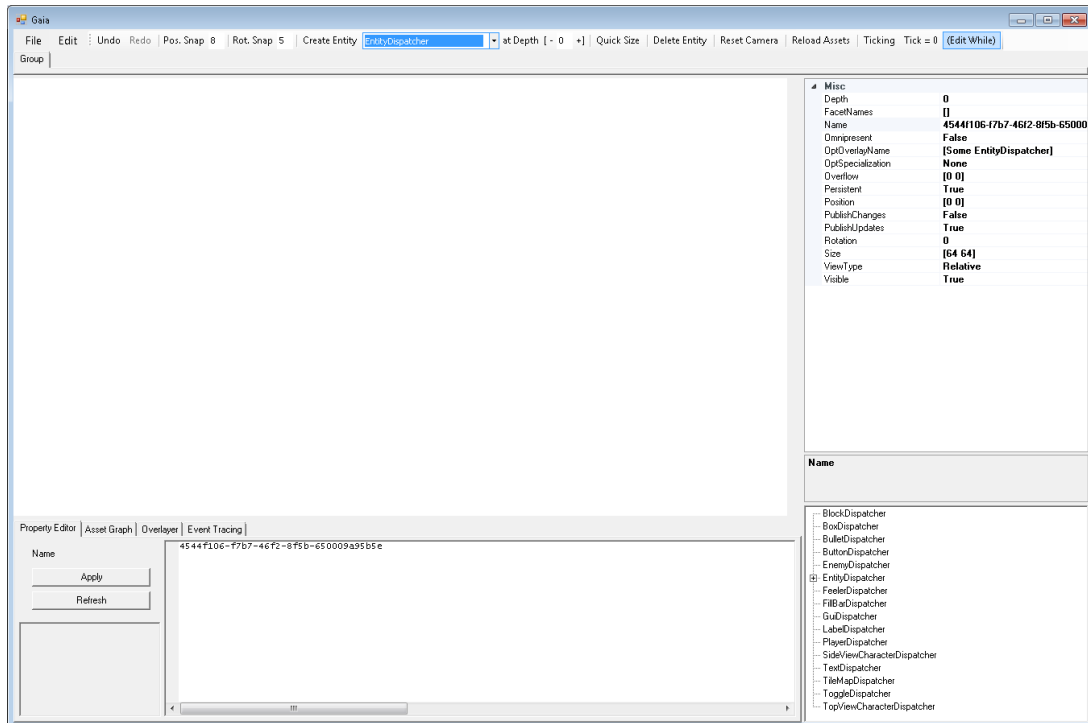 Gaia
File Edit Undo Redo Pos. Snap 8 Rot. Snap 5 Create Entity EntityDispatcher at Depth [ - 0 +] Quick Size Delete Entity Reset Camera Reload Assets Ticking Tick = 0 (Edit While)
Group
Misc
Depth 0
FacetNames []
Name 4544f106-f7b7-46f2-8f5b-65000
Omnipresent False
OptOverlayName [Some EntityDispatcher]
OptSpecialization None
Overflow [0 0]
Persistent True
Position [0 0]
PublishChanges False
PublishUpdates True
Rotation 0
Size [64 64]
ViewType Relative
Visible True
Name
Property Editor Asset Graph Overlayer Event Tracing
Name
Apply
Refresh
4544f106-f7b7-46f2-8f5b-650009a95b5e
BlockDispatcher
BoxDispatcher
BulletDispatcher
ButtonDispatcher
EnemyDispatcher
EntityDispatcher
FeelerDispatcher
FillBarDispatcher
GuiDispatcher
LabelDispatcher
PlayerDispatcher
SideViewCharacterDispatcher
TextDispatcher
TileMapDispatcher
ToggleDispatcher
TopViewCharacterDispatcher